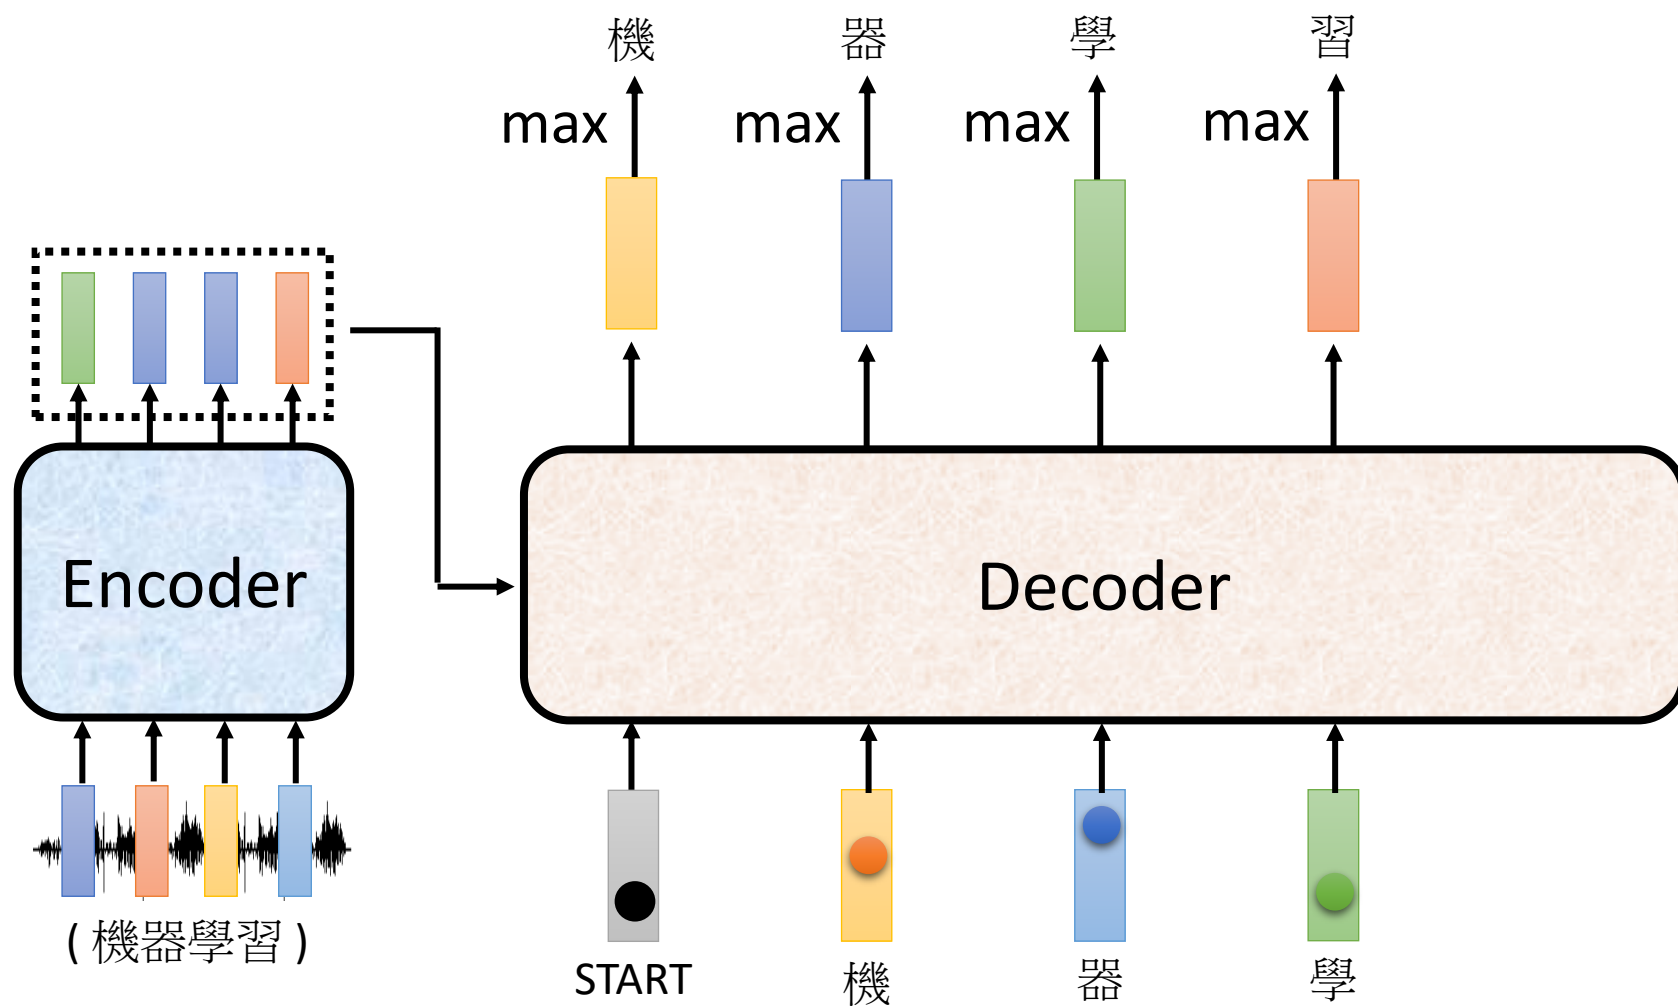 機 器 學 習
max max max max
Encoder
Decoder
( 機器學習 )
START 機 器 學